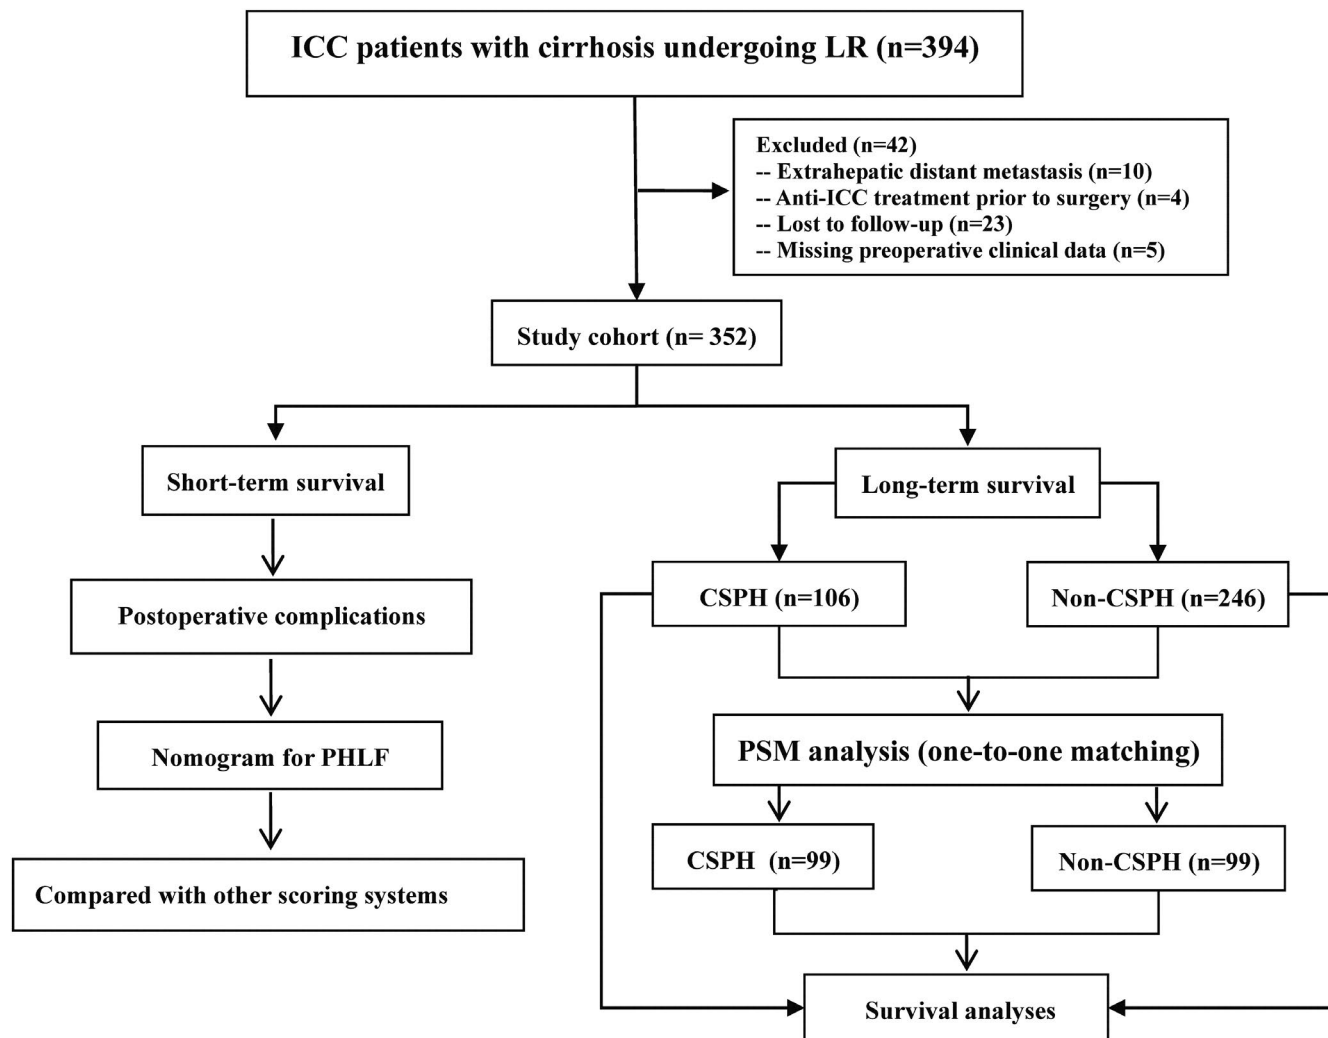 ICC patients with cirrhosis undergoing LR (n=394)
Excluded (n=42)
-- Extrahepatic distant metastasis (n=10)
-- Anti-ICC treatment prior to surgery (n=4)
-- Lost to follow-up (n=23)
-- Missing preoperative clinical data (n=5)
Study cohort (n= 352)
Short-term survival
Long-term survival
Postoperative complications
CSPH (n=106)
Non-CSPH (n=246)
Nomogram for PHLF
PSM analysis (one-to-one matching)
CSPH (n=99)
Non-CSPH (n=99)
Compared with other scoring systems
Survival analyses